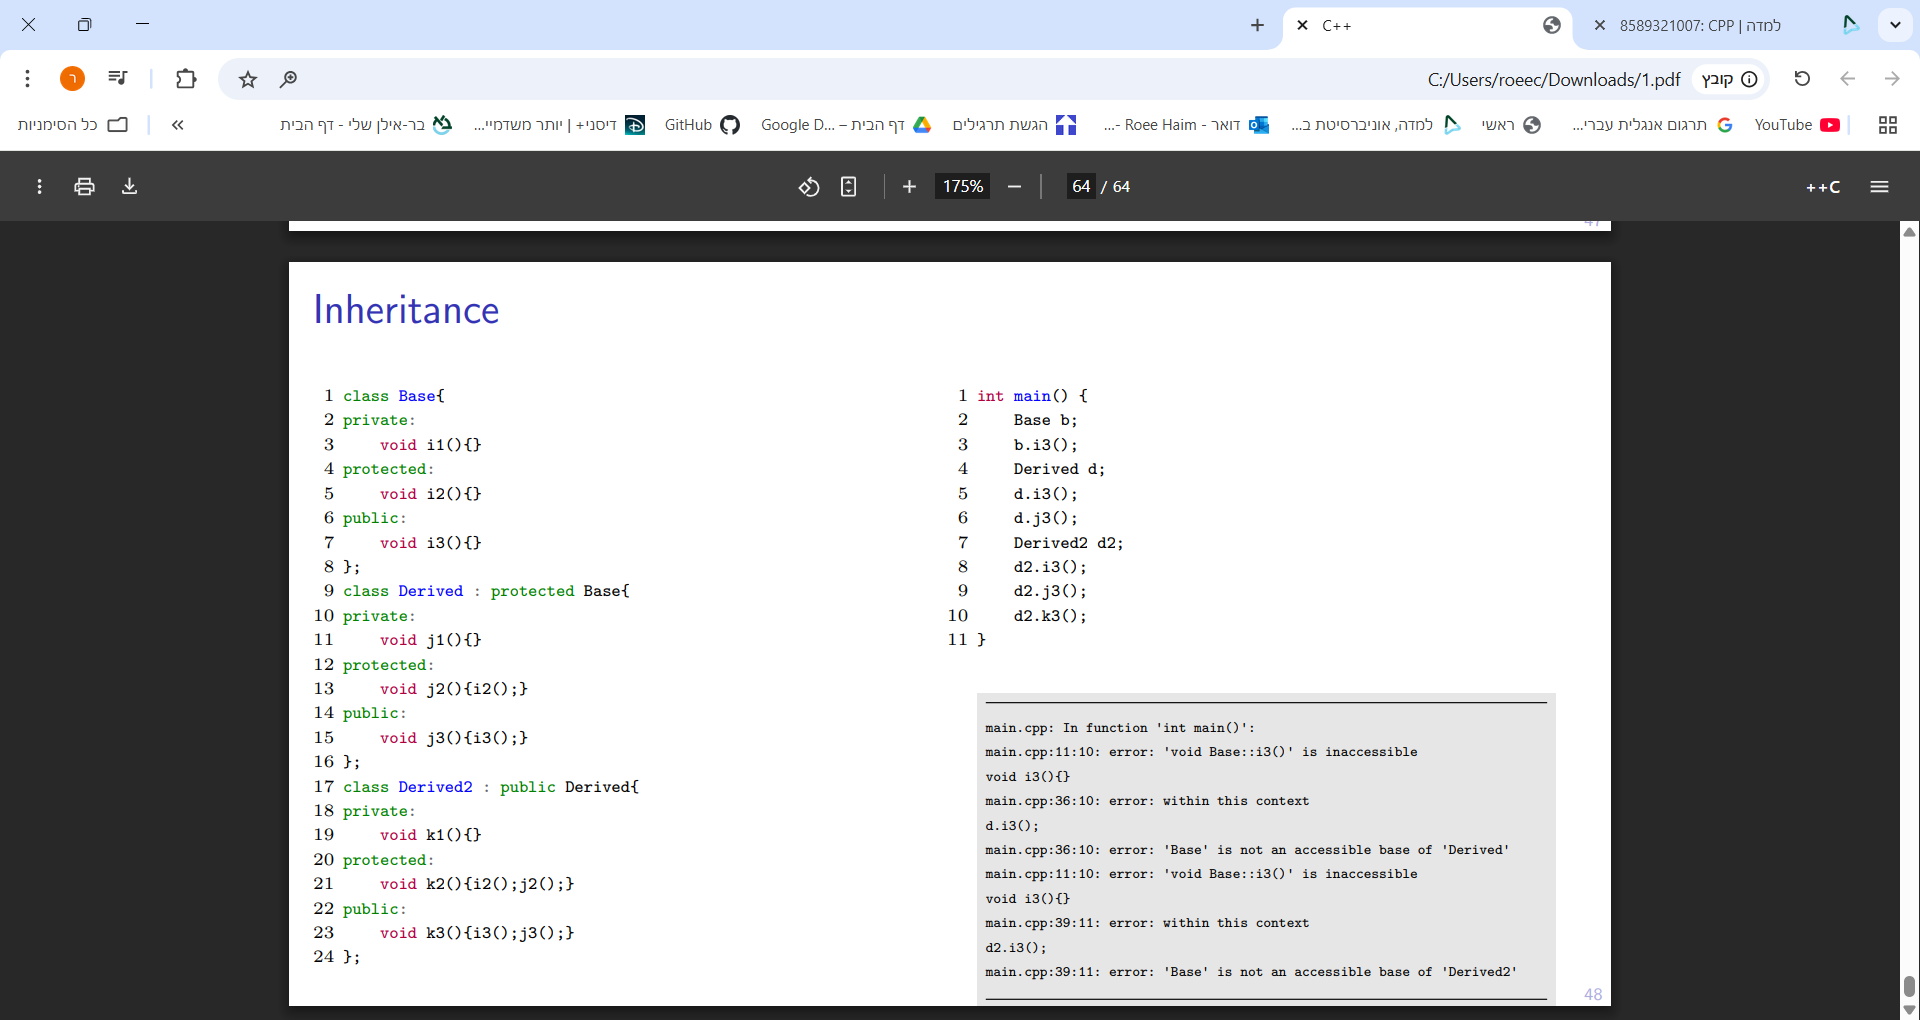 C++
למדה | CPP :8589321007
C:/Users/roeec/Downloads/1.pdf
קובץ
כל הסימניות
בר-אילן שלי - דף הבית
דיסני+ | יותר משדמיי...
GitHub
דף הבית – Google D...
הגשת תרגילים
דואר - Roee Haim -...
למדה, אוניברסיטת ב...
ראשי
תרגום אנגלית עברי...
YouTube
175%
64 / 64
++C
47
Inheritance
1 class Base{
2 private:
3 void i1(){}
4 protected:
5 void i2(){}
6 public:
7 void i3(){}
8 };
9 class Derived : protected Base{
10 private:
11 void j1(){}
12 protected:
13 void j2(){i2();}
14 public:
15 void j3(){i3();}
16 };
17 class Derived2 : public Derived{
18 private:
19 void k1(){}
20 protected:
21 void k2(){i2();j2();}
22 public:
23 void k3(){i3();j3();}
24 };
1 int main() {
2 Base b;
3 b.i3();
4 Derived d;
5 d.i3();
6 d.j3();
7 Derived2 d2;
8 d2.i3();
9 d2.j3();
10 d2.k3();
11 }
main.cpp: In function 'int main()':
main.cpp:11:10: error: 'void Base::i3()' is inaccessible
void i3(){}
main.cpp:36:10: error: within this context
d.i3();
main.cpp:36:10: error: 'Base' is not an accessible base of 'Derived'
main.cpp:11:10: error: 'void Base::i3()' is inaccessible
void i3(){}
main.cpp:39:11: error: within this context
d2.i3();
main.cpp:39:11: error: 'Base' is not an accessible base of 'Derived2'
48